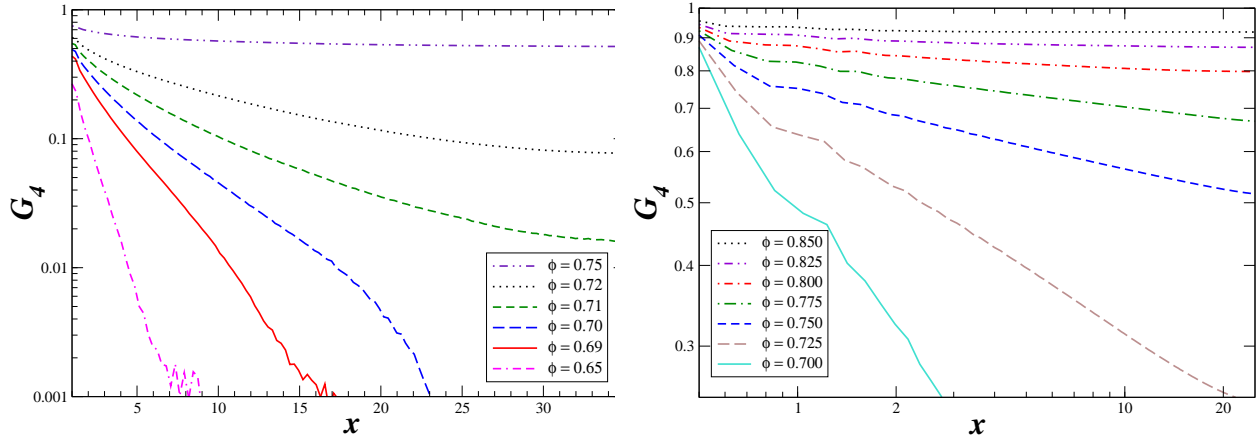 1
0.1
0.01
0.001
G4
5 10 15 20 25 30
x
φ = 0.75
φ = 0.72
φ = 0.71
φ = 0.70
φ = 0.69
φ = 0.65
1
0.9
0.8
0.7
0.6
0.5
0.4
0.3
G4
1 2 10 20
x
φ = 0.850
φ = 0.825
φ = 0.800
φ = 0.775
φ = 0.750
φ = 0.725
φ = 0.700